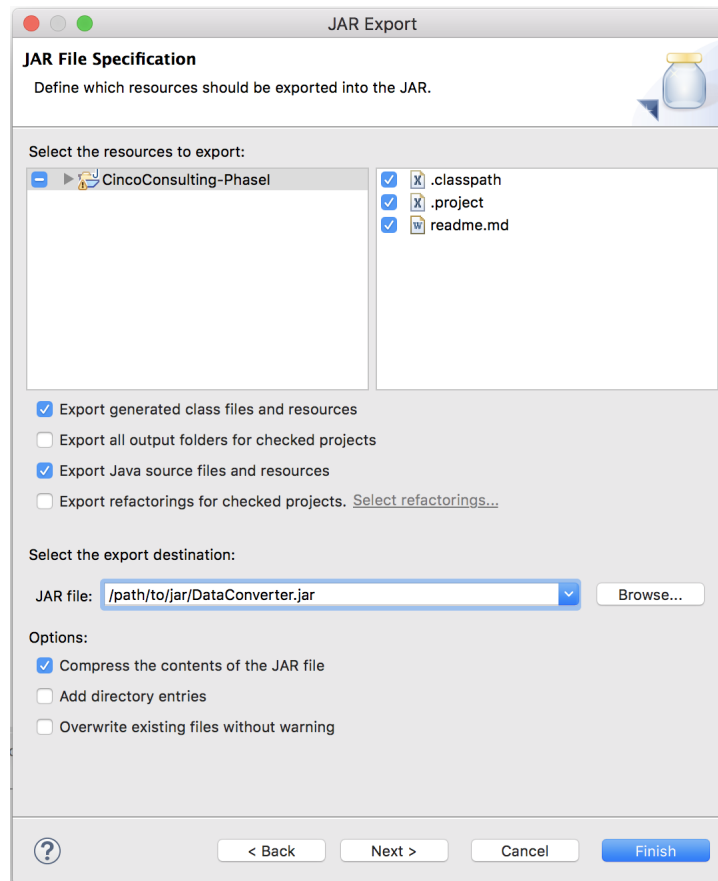 JAR Export
JAR File Specification
Define which resources should be exported into the JAR.
Select the resources to export:
CincoConsulting-PhaseI
.classpath
.project
readme.md
Export generated class files and resources
Export all output folders for checked projects
Export Java source files and resources
Export refactorings for checked projects. Select refactorings...
Select the export destination:
JAR file: /path/to/jar/DataConverter.jar Browse...
Options:
Compress the contents of the JAR file
Add directory entries
Overwrite existing files without warning
? < Back Next > Cancel Finish